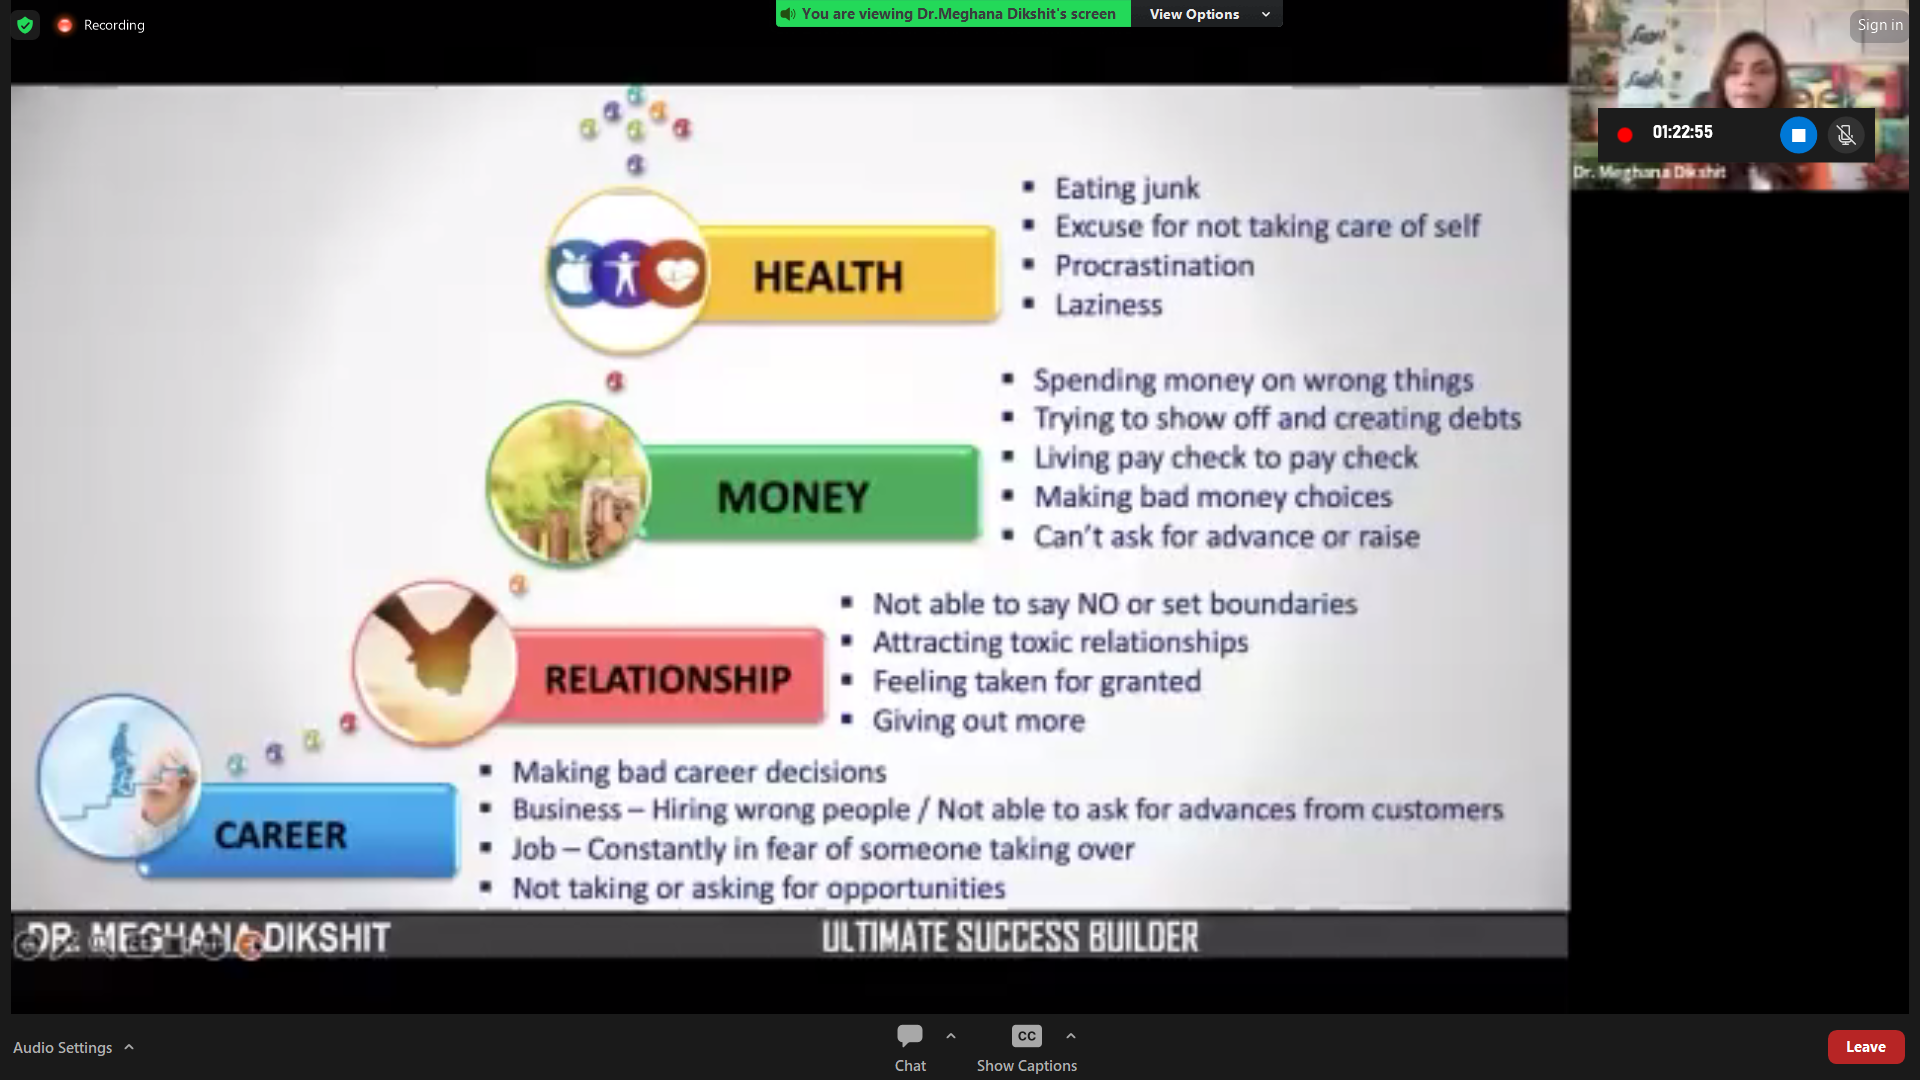 Recording
You are viewing Dr.Meghana Dikshit's screen
View Options
Sign in
01:22:55
Dr. Meghana Dikshit
HEALTH
Eating junk
Excuse for not taking care of self
Procrastination
Laziness
MONEY
Spending money on wrong things
Trying to show off and creating debts
Living pay check to pay check
Making bad money choices
Can't ask for advance or raise
RELATIONSHIP
Not able to say NO or set boundaries
Attracting toxic relationships
Feeling taken for granted
Giving out more
CAREER
Making bad career decisions
Business – Hiring wrong people / Not able to ask for advances from customers
Job – Constantly in fear of someone taking over
Not taking or asking for opportunities
DR. MEGHANA DIKSHIT
ULTIMATE SUCCESS BUILDER
Audio Settings
Chat
CC
Show Captions
Leave